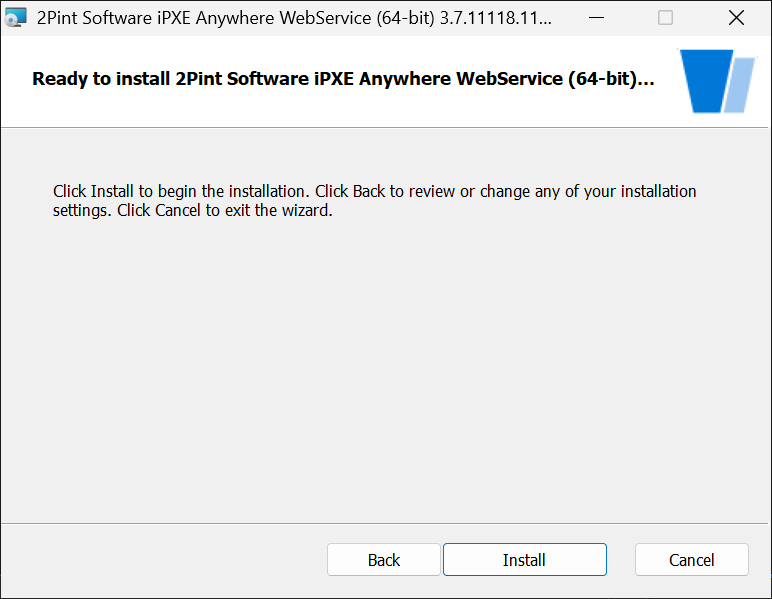 2Pint Software iPXE Anywhere WebService (64-bit) 3.7.11118.11...
Ready to install 2Pint Software iPXE Anywhere WebService (64-bit)...
Click Install to begin the installation. Click Back to review or change any of your installation
settings. Click Cancel to exit the wizard.
Back Install Cancel